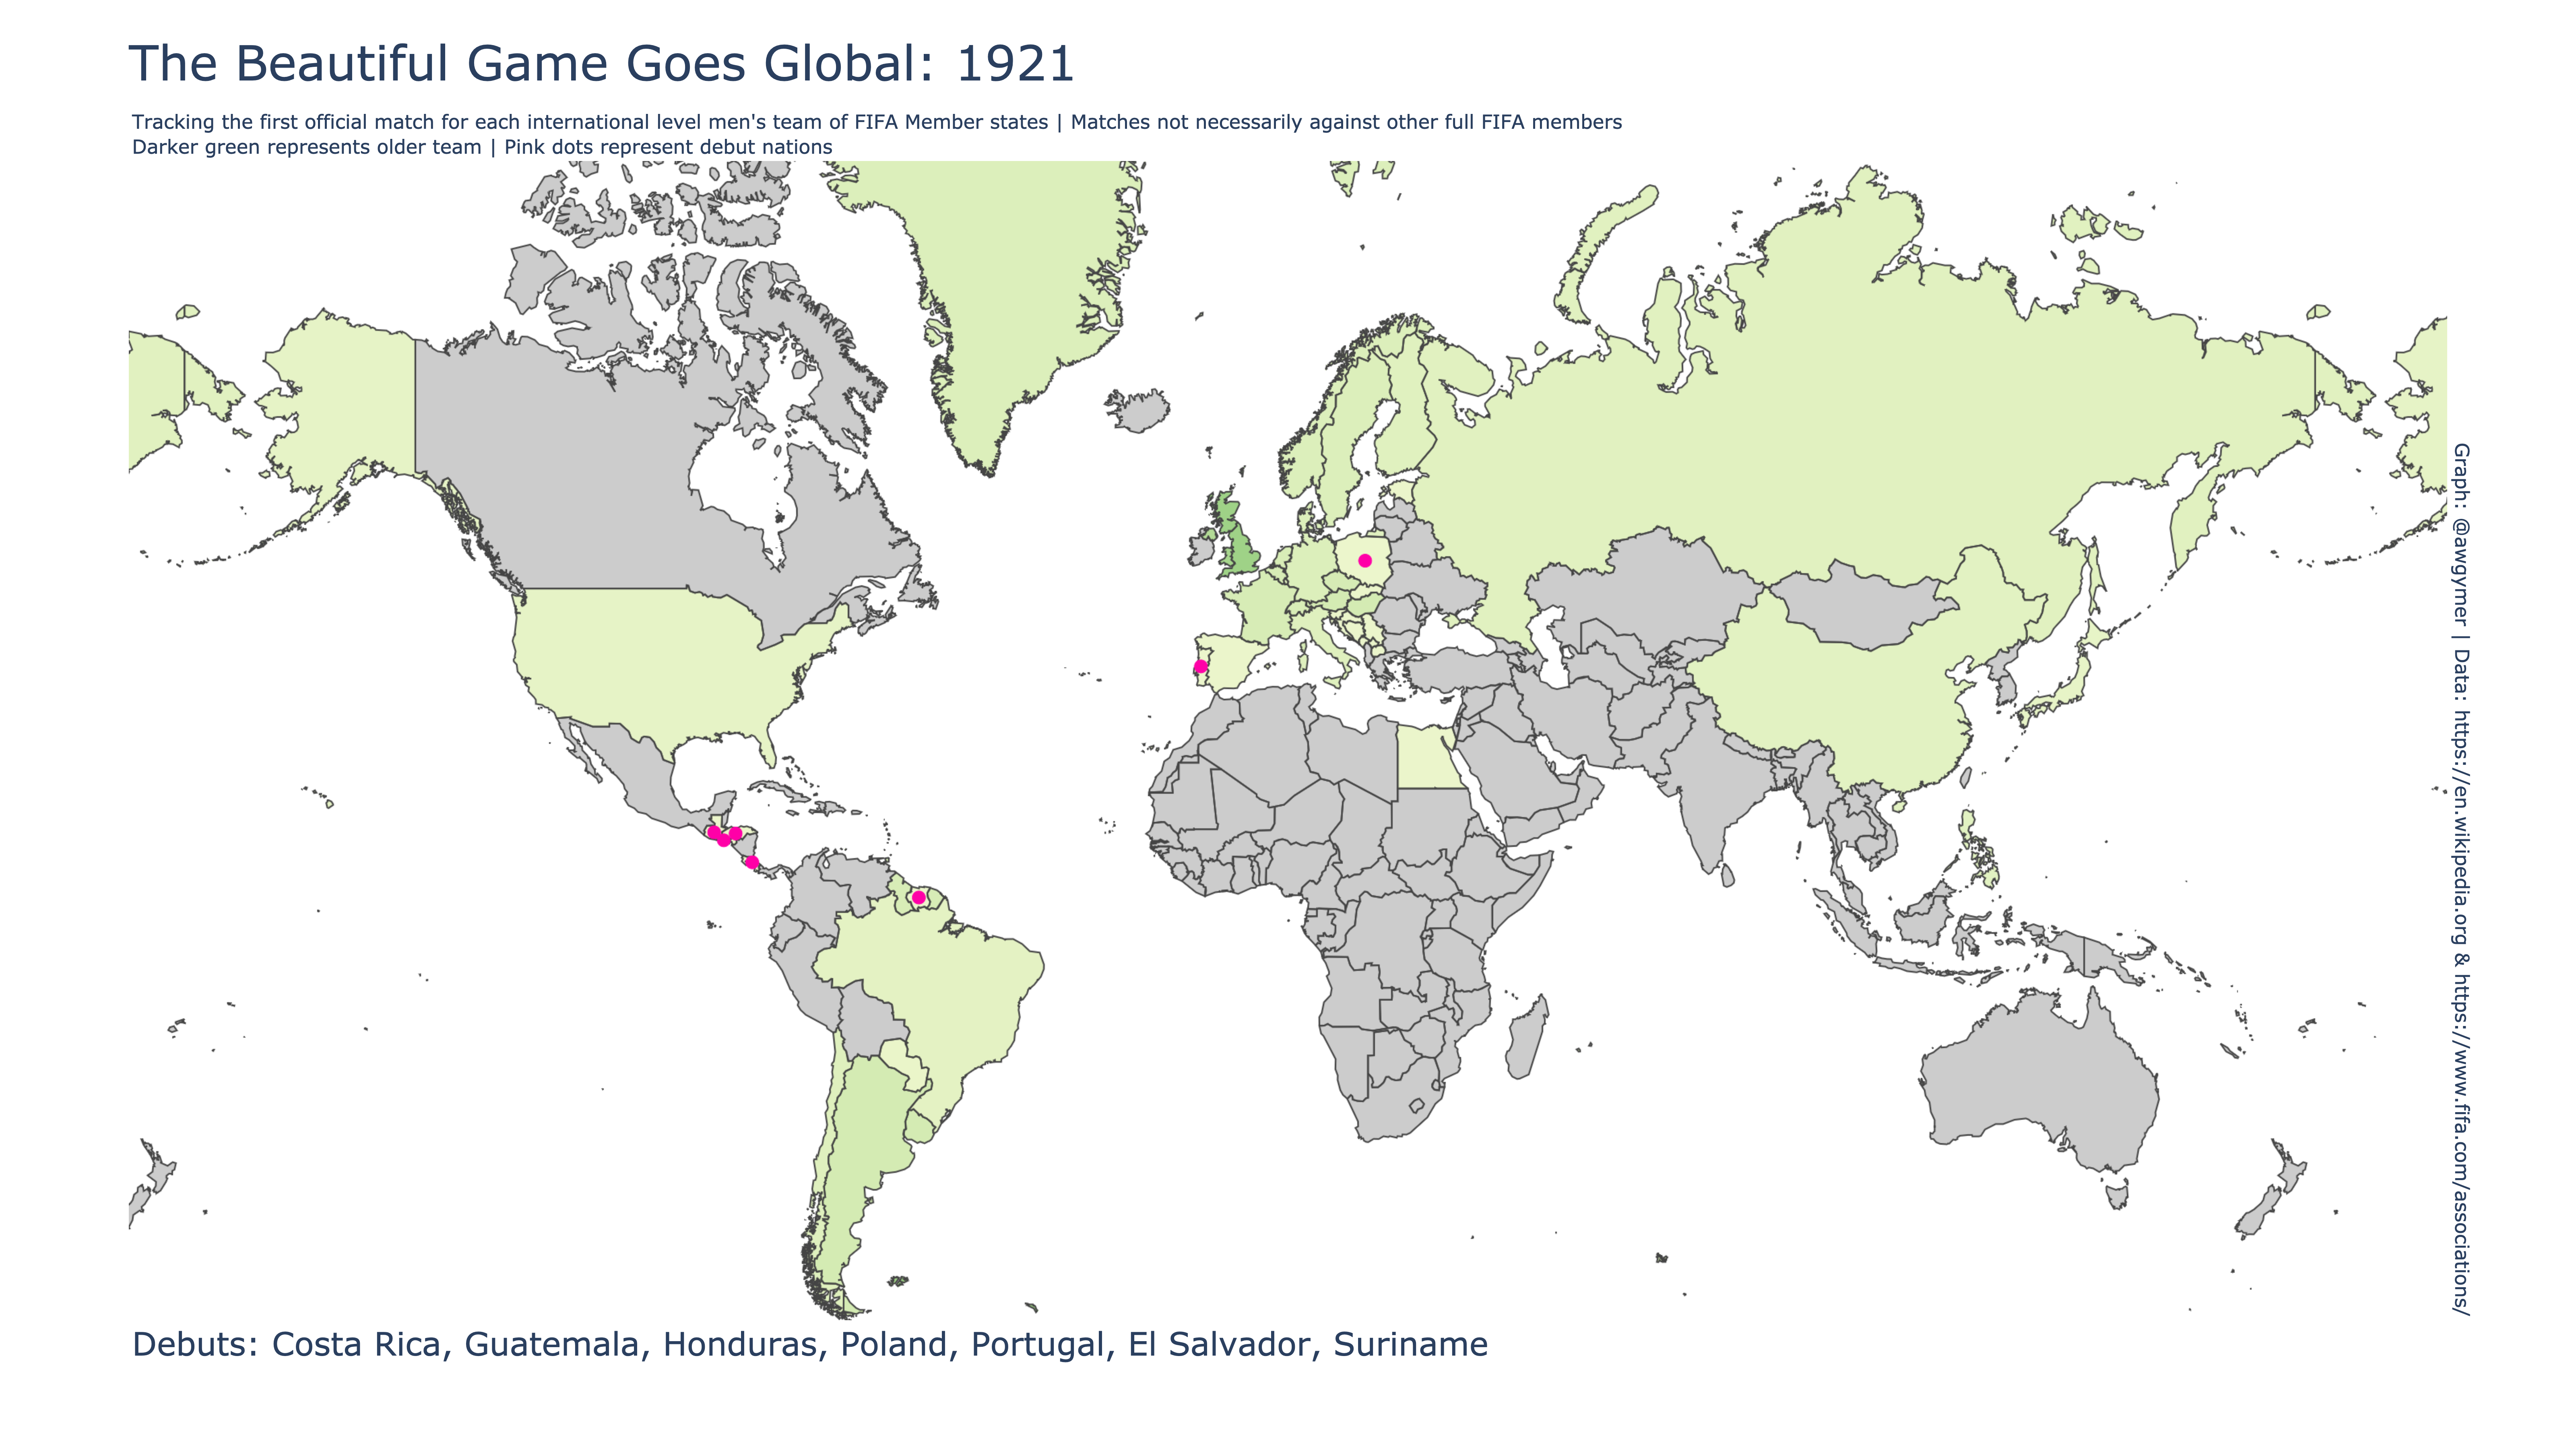 The Beautiful Game Goes Global: 1921
Tracking the first official match for each international level men's team of FIFA Member states | Matches not necessarily against other full FIFA members
Darker green represents older team | Pink dots represent debut nations
Graph: @awgymer | Data: https://en.wikipedia.org & https://www.fifa.com/associations/
Debuts: Costa Rica, Guatemala, Honduras, Poland, Portugal, El Salvador, Suriname